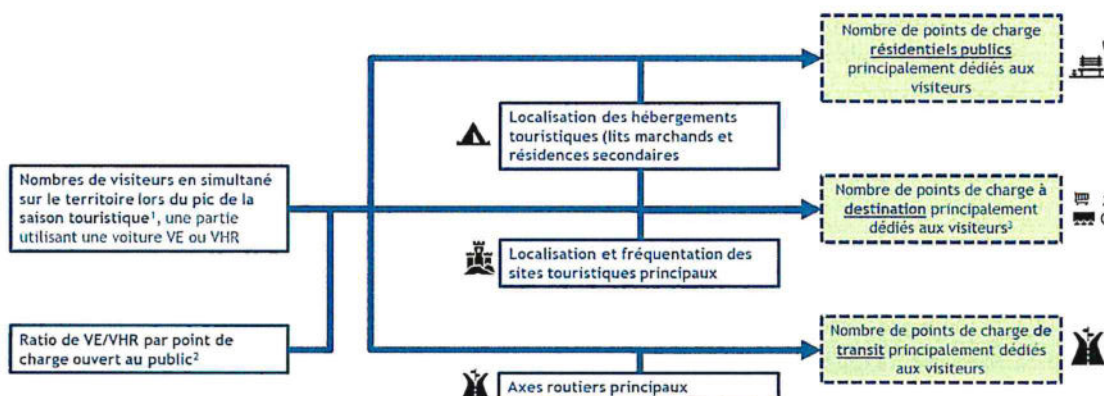 Nombre de points de charge
résidentiels publics
principalement dédiés aux
visiteurs
Localisation des hébergements
touristiques (lits marchands et
résidences secondaires
Nombres de visiteurs en simultané
sur le territoire lors du pic de la
saison touristique¹, une partie
utilisant une voiture VE ou VHR
Nombre de points de charge à
destination principalement
dédiés aux visiteurs³
Localisation et fréquentation des
sites touristiques principaux
Ratio de VE/VHR par point de
charge ouvert au public²
Nombre de points de charge de
transit principalement dédiés
aux visiteurs
Axes routiers principaux